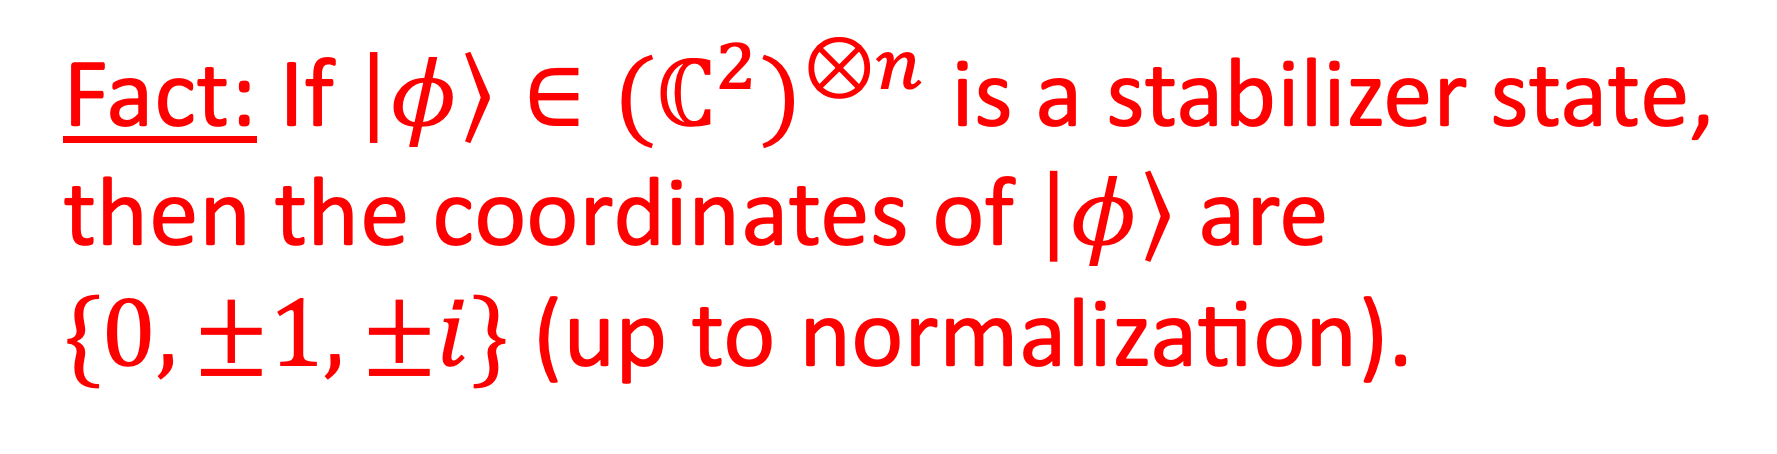 Fact: If |𝜙⟩ ∈ (ℂ²)^{⊗𝑛} is a stabilizer state,
then the coordinates of |𝜙⟩ are
{0, ±1, ±𝑖} (up to normalization).